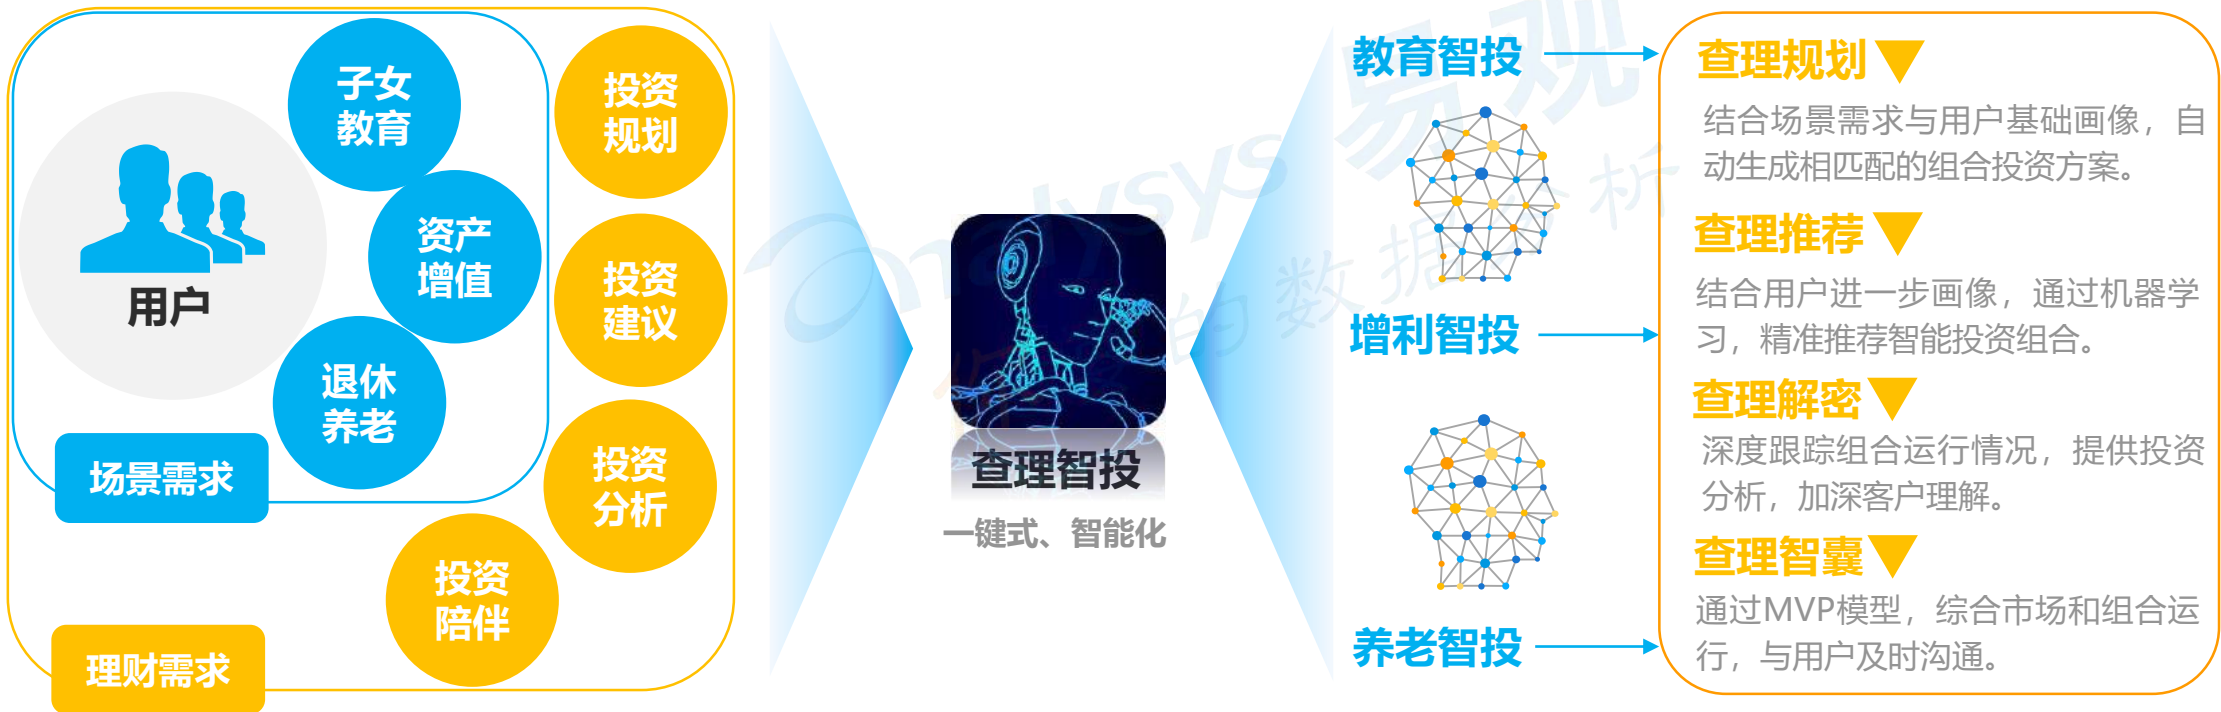 用户
子女
教育
资产
增值
退休
养老
场景需求
投资
规划
投资
建议
投资
分析
投资
陪伴
理财需求
查理智投
一键式、智能化
教育智投
增利智投
养老智投
查理规划
结合场景需求与用户基础画像，自
动生成相匹配的组合投资方案。
查理推荐
结合用户进一步画像，通过机器学
习，精准推荐智能投资组合。
查理解密
深度跟踪组合运行情况，提供投资
分析，加深客户理解。
查理智囊
通过MVP模型，综合市场和组合运
行，与用户及时沟通。
analysys 易观
的数据分析